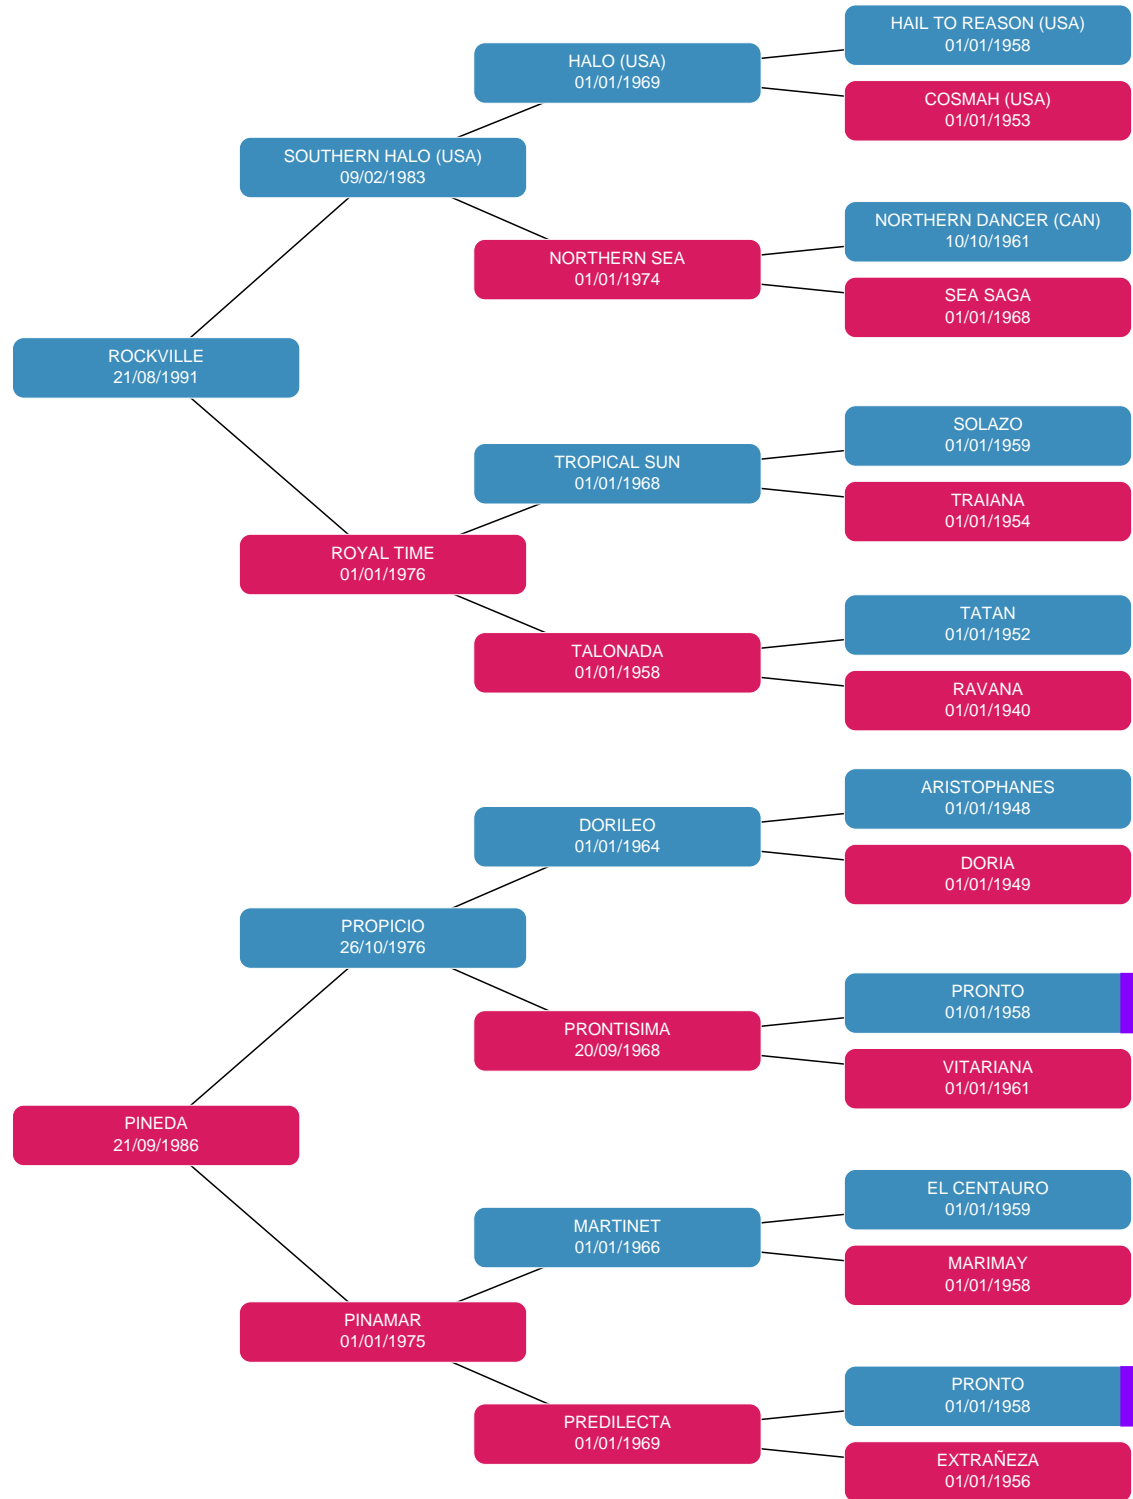 HAIL TO REASON (USA)
01/01/1958
HALO (USA)
01/01/1969
COSMAH (USA)
01/01/1953
SOUTHERN HALO (USA)
09/02/1983
NORTHERN DANCER (CAN)
10/10/1961
NORTHERN SEA
01/01/1974
SEA SAGA
01/01/1968
ROCKVILLE
21/08/1991
SOLAZO
01/01/1959
TROPICAL SUN
01/01/1968
TRAIANA
01/01/1954
ROYAL TIME
01/01/1976
TATAN
01/01/1952
TALONADA
01/01/1958
RAVANA
01/01/1940
ARISTOPHANES
01/01/1948
DORILEO
01/01/1964
DORIA
01/01/1949
PROPICIO
26/10/1976
PRONTO
01/01/1958
PRONTISIMA
20/09/1968
VITARIANA
01/01/1961
PINEDA
21/09/1986
EL CENTAURO
01/01/1959
MARTINET
01/01/1966
MARIMAY
01/01/1958
PINAMAR
01/01/1975
PRONTO
01/01/1958
PREDILECTA
01/01/1969
EXTRAÑEZA
01/01/1956